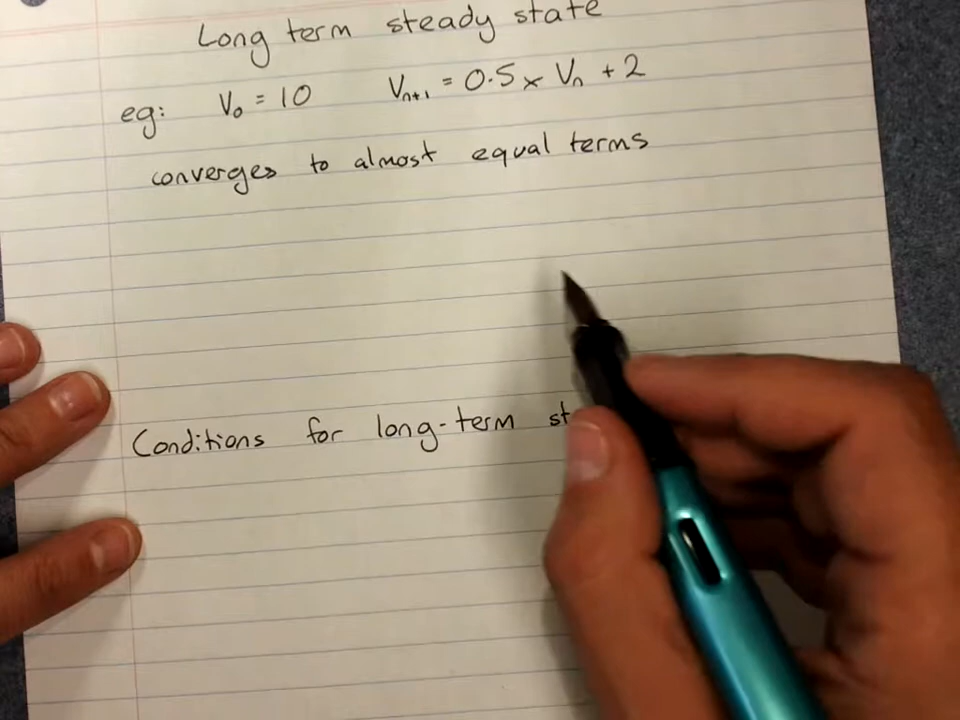 Long term steady state
eg: V₀ = 10 Vₙ₊₁ = 0.5 × Vₙ + 2
converges to almost equal terms
Conditions for long-term st